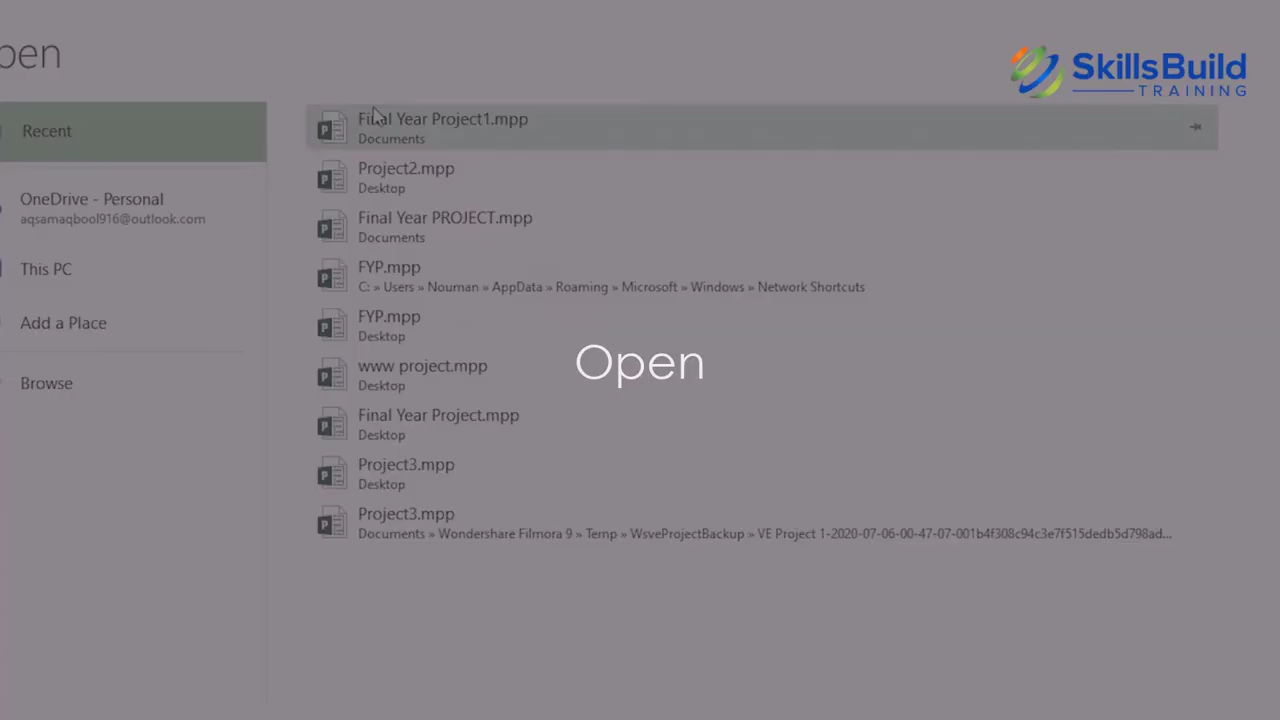 pen
SkillsBuild
TRAINING
Recent
OneDrive - Personal
aqsamaqbool916@outlook.com
This PC
Add a Place
Browse
Final Year Project1.mpp
Documents
Project2.mpp
Desktop
Final Year PROJECT.mpp
Documents
FYP.mpp
C: » Users » Nouman » AppData » Roaming » Microsoft » Windows » Network Shortcuts
FYP.mpp
Desktop
www project.mpp
Desktop
Final Year Project.mpp
Desktop
Project3.mpp
Desktop
Project3.mpp
Documents » Wondershare Filmora 9 » Temp » WsveProjectBackup » VE Project 1-2020-07-06-00-47-07-001b4f308c94c3e7f515dedb5d798ad...
Open